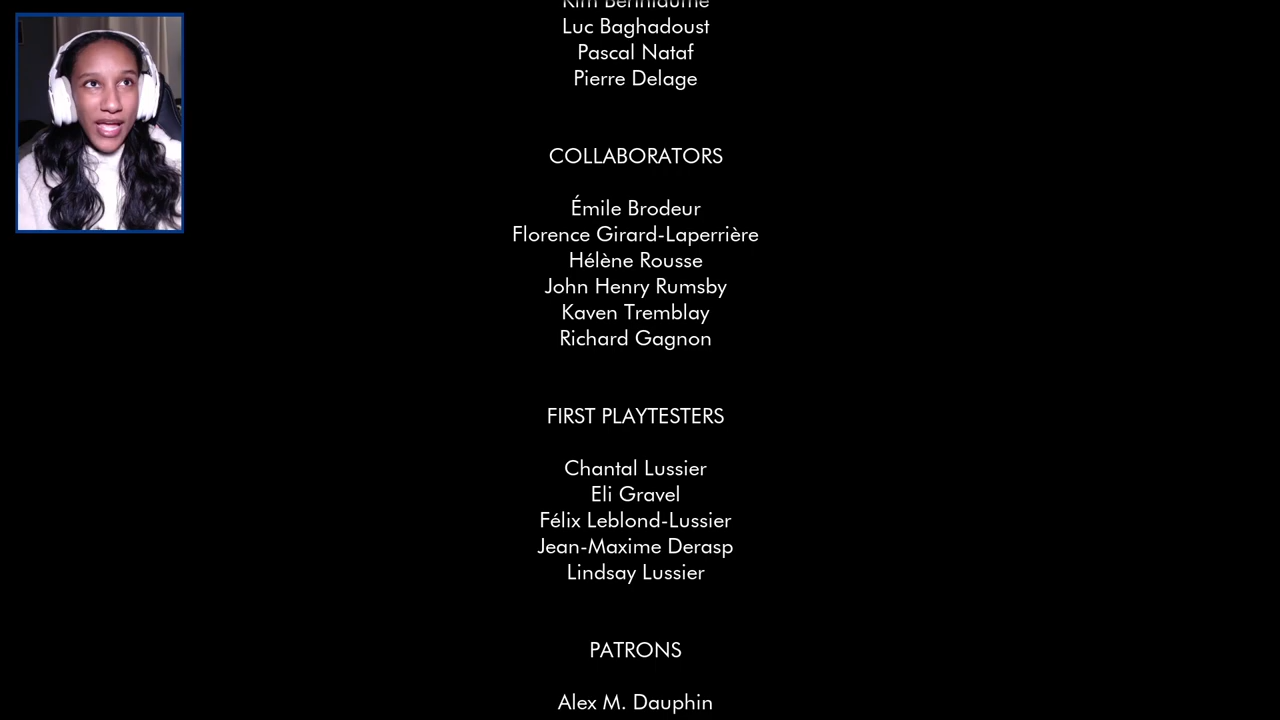 Luc Baghadoust
Pascal Nataf
Pierre Delage
COLLABORATORS
Émile Brodeur
Florence Girard-Laperrière
Hélène Rousse
John Henry Rumsby
Kaven Tremblay
Richard Gagnon
FIRST PLAYTESTERS
Chantal Lussier
Eli Gravel
Félix Leblond-Lussier
Jean-Maxime Derasp
Lindsay Lussier
PATRONS
Alex M. Dauphin